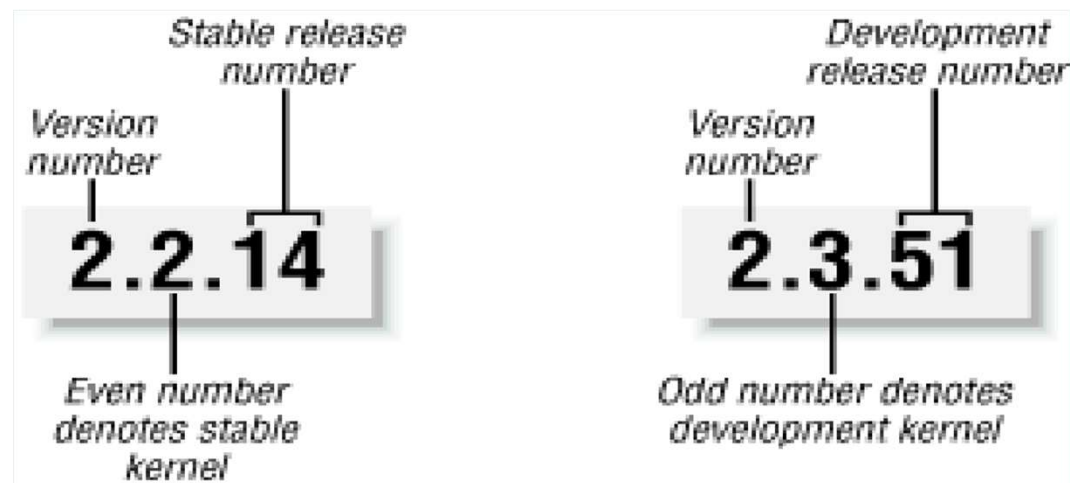 Stable release
number
Version
number
2.2.14
Even number
denotes stable
kernel
Development
release number
Version
number
2.3.51
Odd number denotes
development kernel